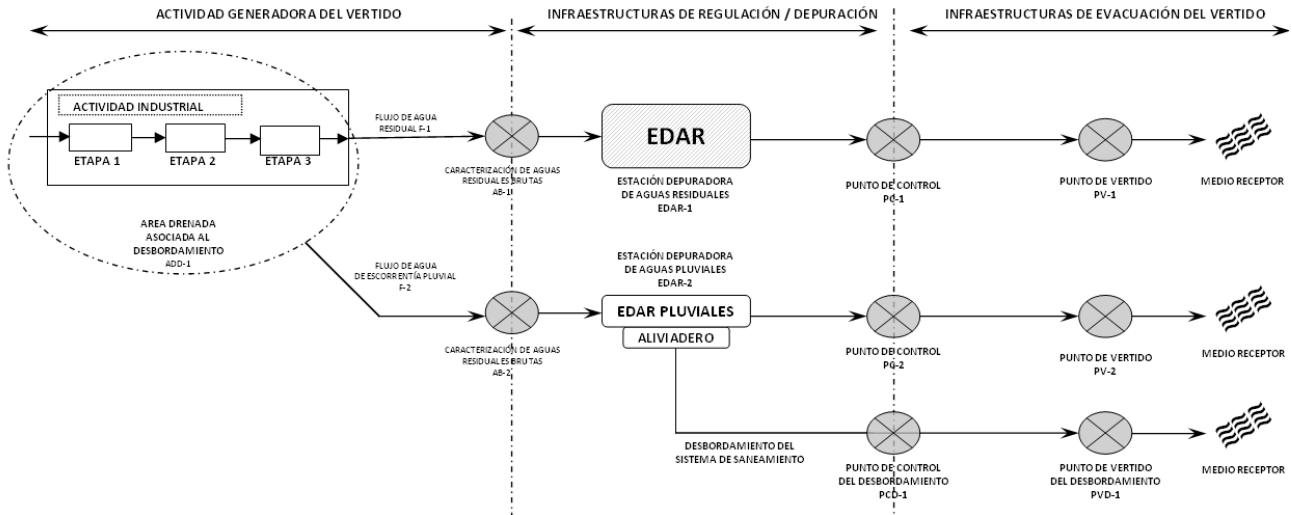 ACTIVIDAD GENERADORA DEL VERTIDO
INFRAESTRUCTURAS DE REGULACIÓN / DEPURACIÓN
INFRAESTRUCTURAS DE EVACUACIÓN DEL VERTIDO
ACTIVIDAD INDUSTRIAL
ETAPA 1
ETAPA 2
ETAPA 3
FLUJO DE AGUA
RESIDUAL F-1
CARACTERIZACIÓN DE AGUAS
RESIDUALES BRUTAS
AB-1
EDAR
ESTACIÓN DEPURADORA
DE AGUAS RESIDUALES
EDAR-1
PUNTO DE CONTROL
PC-1
PUNTO DE VERTIDO
PV-1
MEDIO RECEPTOR
AREA DRENADA
ASOCIADA AL
DESBORDAMIENTO
ADD-1
FLUJO DE AGUA
DE ESCORRENTÍA PLUVIAL
F-2
CARACTERIZACIÓN DE AGUAS
RESIDUALES BRUTAS
AB-2
ESTACIÓN DEPURADORA
DE AGUAS PLUVIALES
EDAR-2
EDAR PLUVIALES
ALIVIADERO
PUNTO DE CONTROL
PC-2
PUNTO DE VERTIDO
PV-2
MEDIO RECEPTOR
DESBORDAMIENTO DEL
SISTEMA DE SANEAMIENTO
PUNTO DE CONTROL
DEL DESBORDAMIENTO
PCD-1
PUNTO DE VERTIDO
DEL DESBORDAMIENTO
PVD-1
MEDIO RECEPTOR